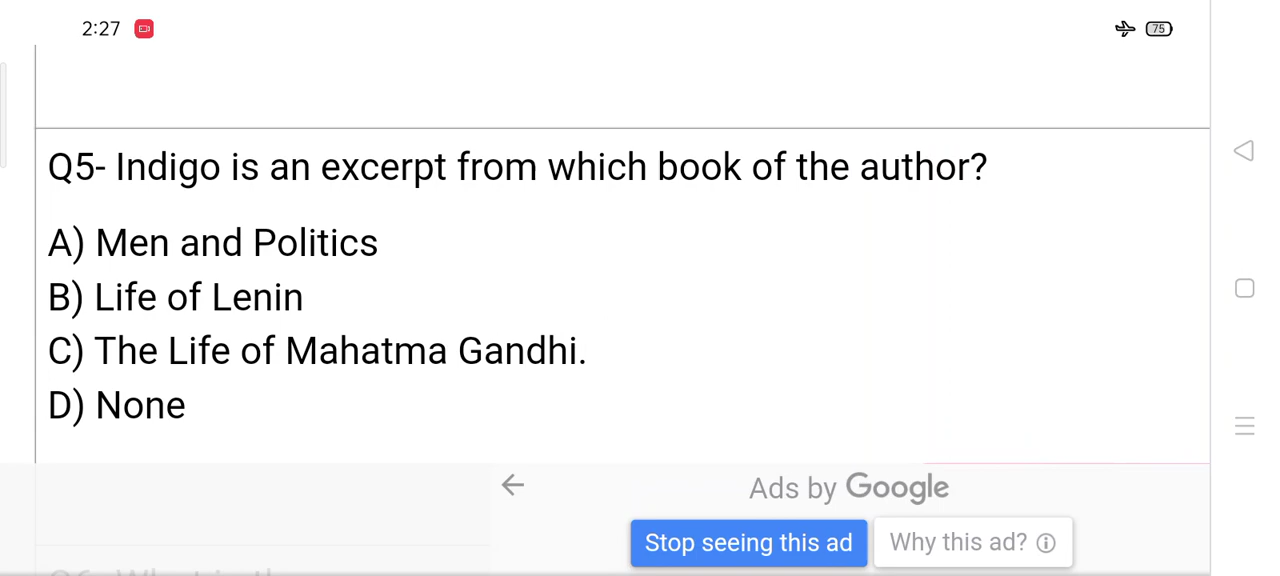 2:27
75
Q5- Indigo is an excerpt from which book of the author?
A) Men and Politics
B) Life of Lenin
C) The Life of Mahatma Gandhi.
D) None
Ads by Google
Stop seeing this ad
Why this ad?